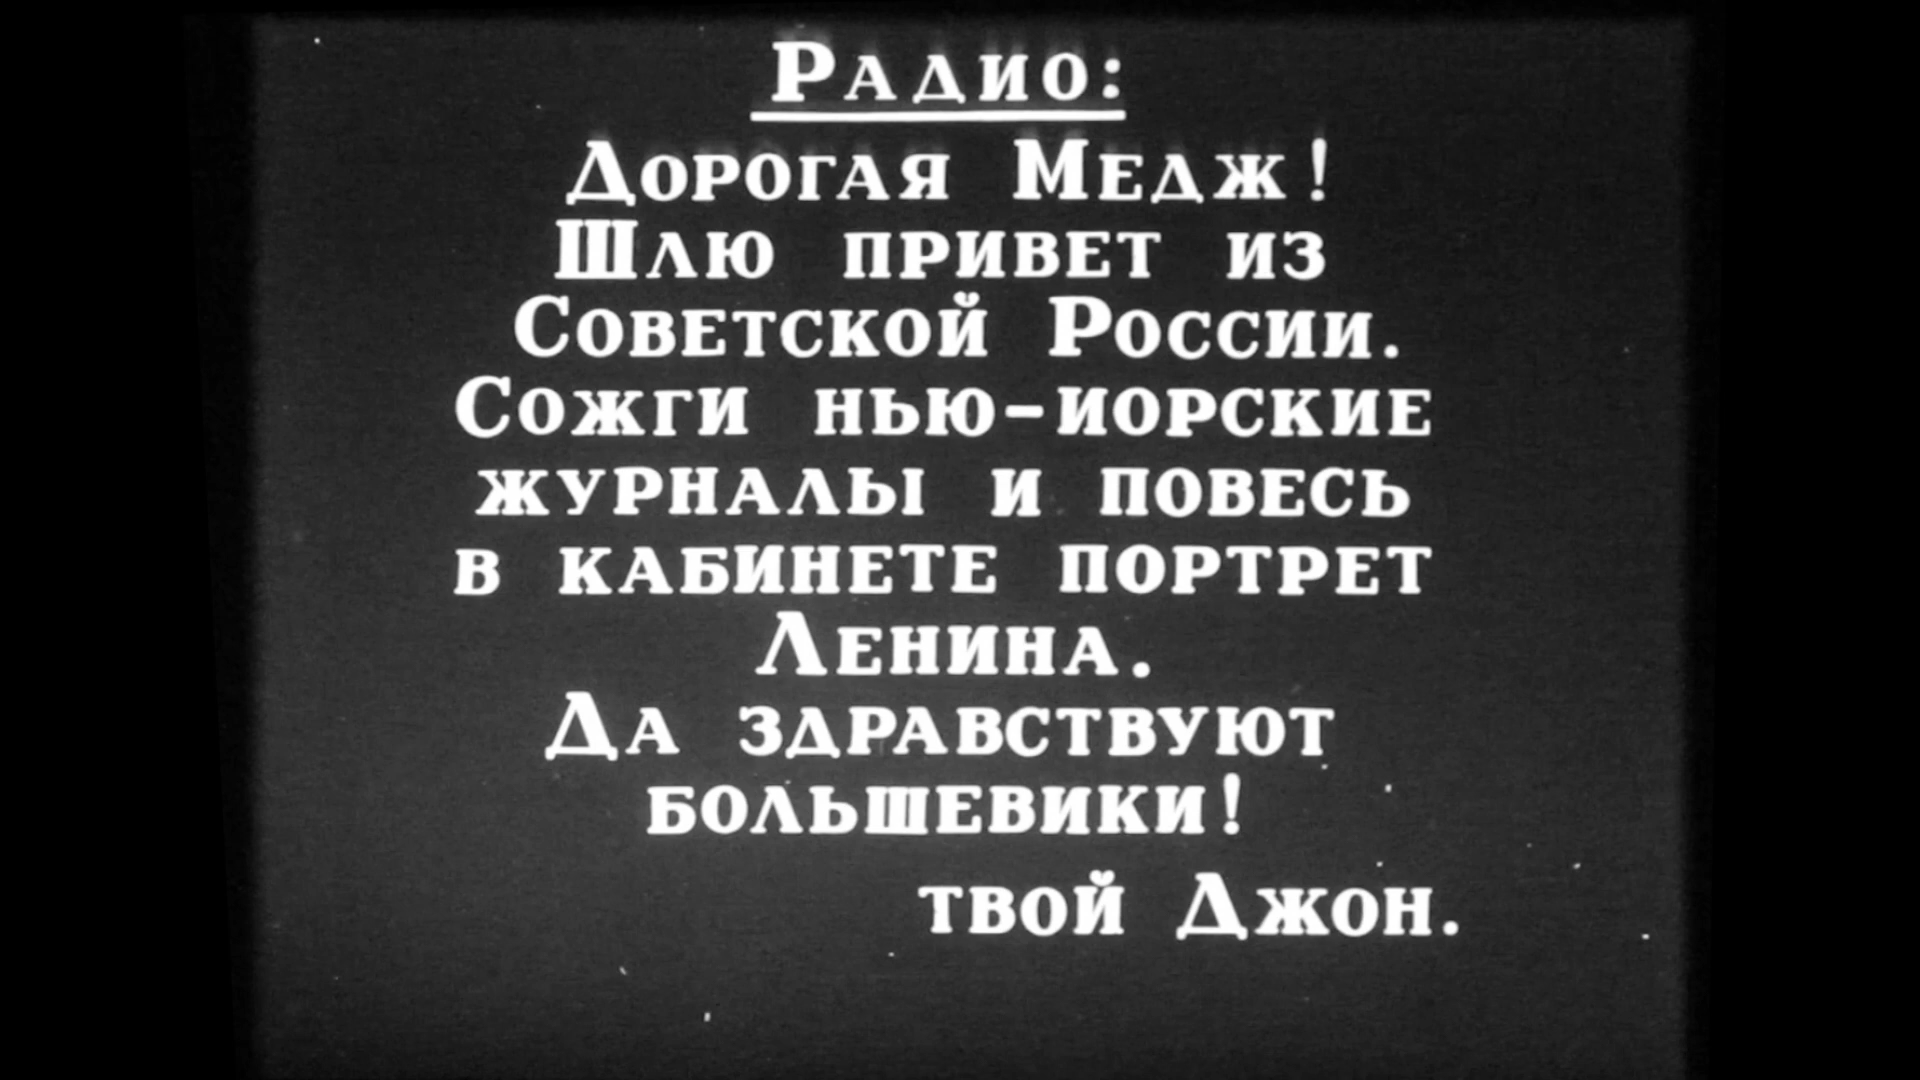 Радио:
Дорогая Медж!
Шлю привет из
Советской России.
Сожги нью-иорские
журналы и повесь
в кабинете портрет
Ленина.
Да здравствуют
большевики!
твой Джон.